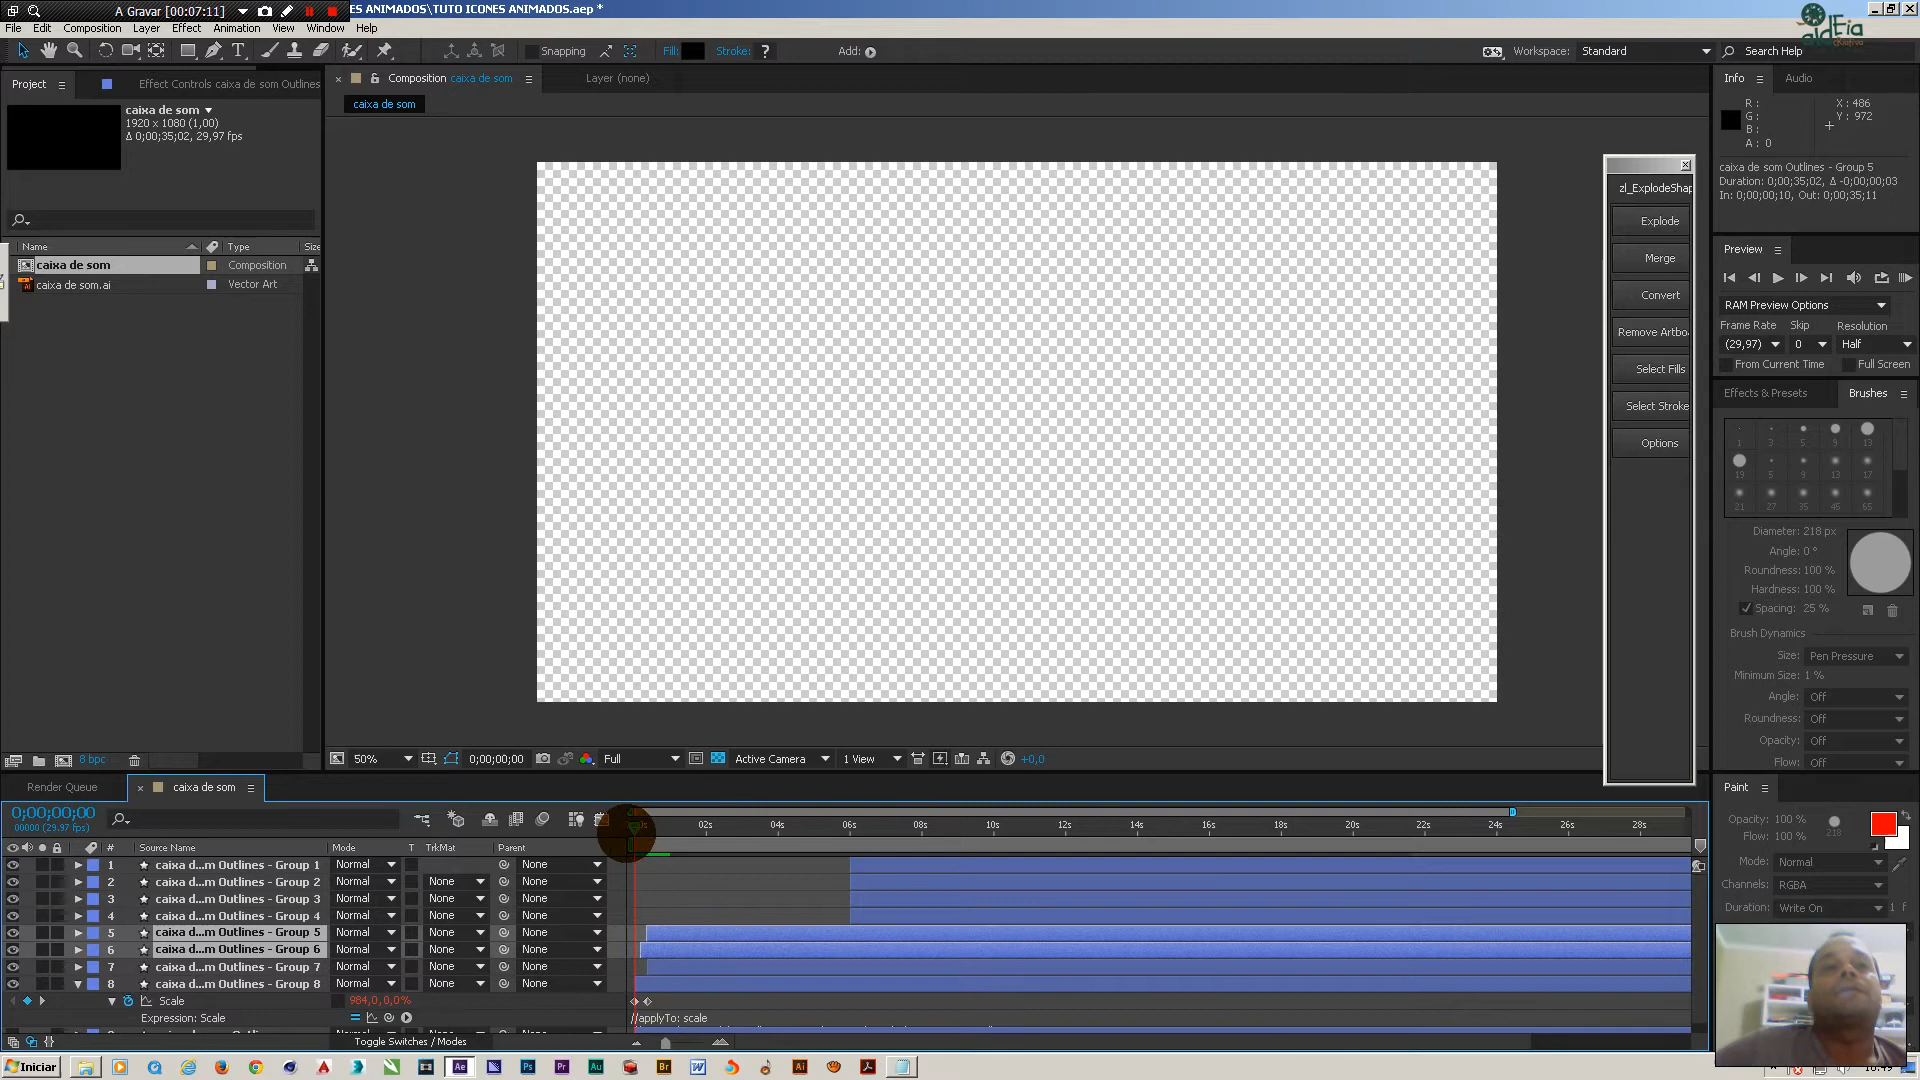 A Gravar [00:07:11]
ES ANIMADOS\TUTO ICONES ANIMADOS.aep *
File Edit Composition Layer Effect Animation View Window Help
aldEia
Snapping
Fill: Stroke: ? Add:
Workspace: Standard
Search Help
Project
Effect Controls caixa de som Outlines
caixa de som
1920 x 1080 (1,00)
Δ 0;00;35;02, 29,97 fps
Name Type Size
caixa de som Composition
caixa de som.ai Vector Art
8 bpc
Composition caixa de som
Layer (none)
caixa de som
zl_ExplodeShap
Explode
Merge
Convert
Remove Artbo
Select Fills
Select Stroke
Options
50% 0;00;00;00 Full Active Camera 1 View +0,0
Info Audio
R :
G :
B :
A : 0
X : 486
Y : 972
caixa de som Outlines - Group 5
Duration: 0;00;35;02, Δ -0;00;00;03
In: 0;00;00;10, Out: 0;00;35;11
Preview
RAM Preview Options
Frame Rate Skip Resolution
(29,97) 0 Half
From Current Time Full Screen
Effects & Presets Brushes
1 3 5 9 13
19 5 9 13 17
21 27 35 45 65
Diameter: 218 px
Angle: 0 °
Roundness: 100 %
Hardness: 100 %
Spacing: 25 %
Brush Dynamics
Size: Pen Pressure
Minimum Size: 1 %
Angle: Off
Roundness: Off
Opacity: Off
Flow: Off
Paint
Opacity: 100 %
Flow: 100 %
218
Mode: Normal
Channels: RGBA
Duration: Write On 1 f
Render Queue
caixa de som
0;00;00;00
00000 (29.97 fps)
02s 04s 06s 08s 10s 12s 14s 16s 18s 20s 22s 24s 26s 28s
# Source Name Mode T TrkMat Parent
1 caixa d...m Outlines - Group 1 Normal None
2 caixa d...m Outlines - Group 2 Normal None None
3 caixa d...m Outlines - Group 3 Normal None None
4 caixa d...m Outlines - Group 4 Normal None None
5 caixa d...m Outlines - Group 5 Normal None None
6 caixa d...m Outlines - Group 6 Normal None None
7 caixa d...m Outlines - Group 7 Normal None None
8 caixa d...m Outlines - Group 8 Normal None None
Scale 984,0,0,0%
Expression: Scale //applyTo: scale
Toggle Switches / Modes
Iniciar
Ae Ps Pr Au Br W Ai
16:49